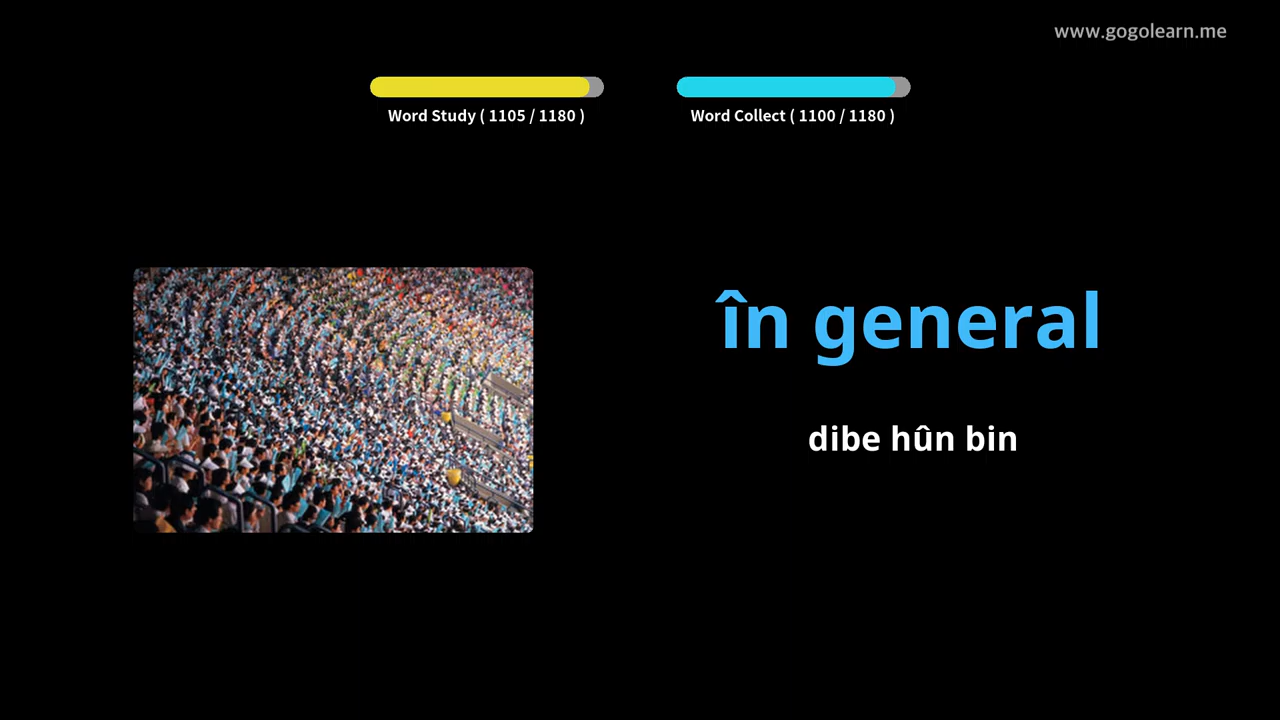 www.gogolearn.me
Word Study ( 1105 / 1180 )
Word Collect ( 1100 / 1180 )
în general
dibe hûn bin